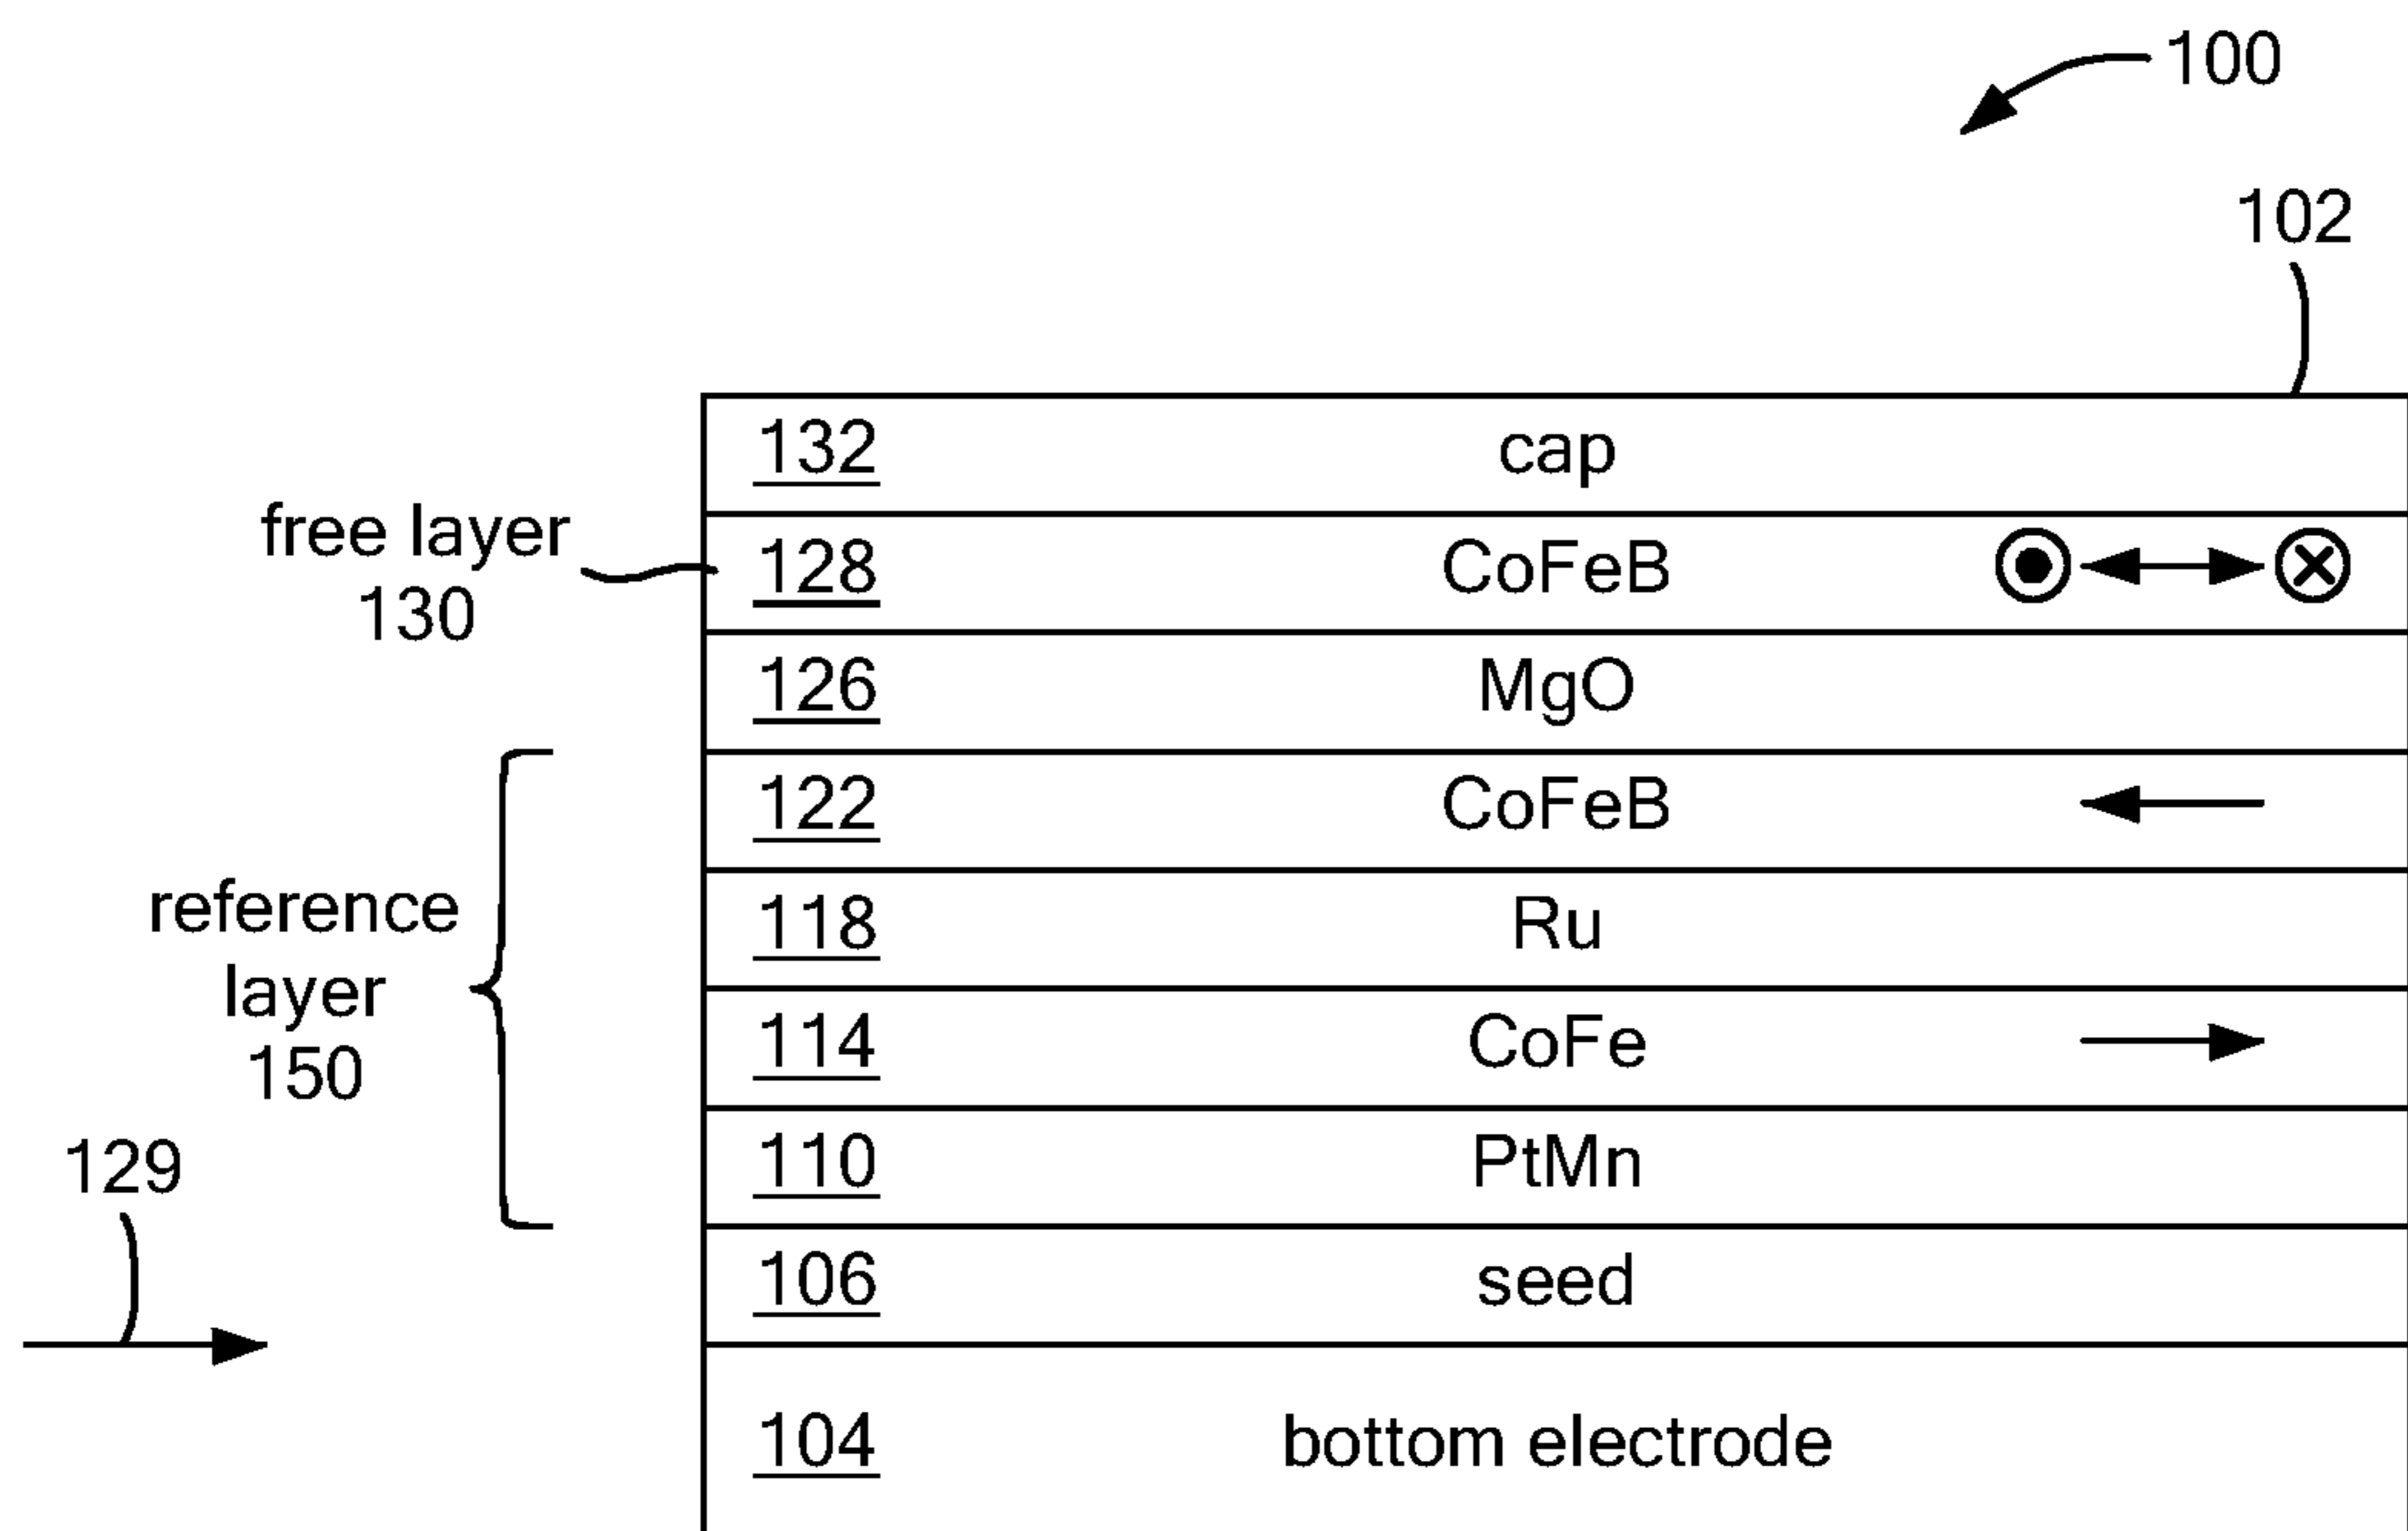 100
102
132 cap
free layer
130
128 CoFeB
126 MgO
122 CoFeB
reference
layer
150
118 Ru
114 CoFe
110 PtMn
129
106 seed
104 bottom electrode